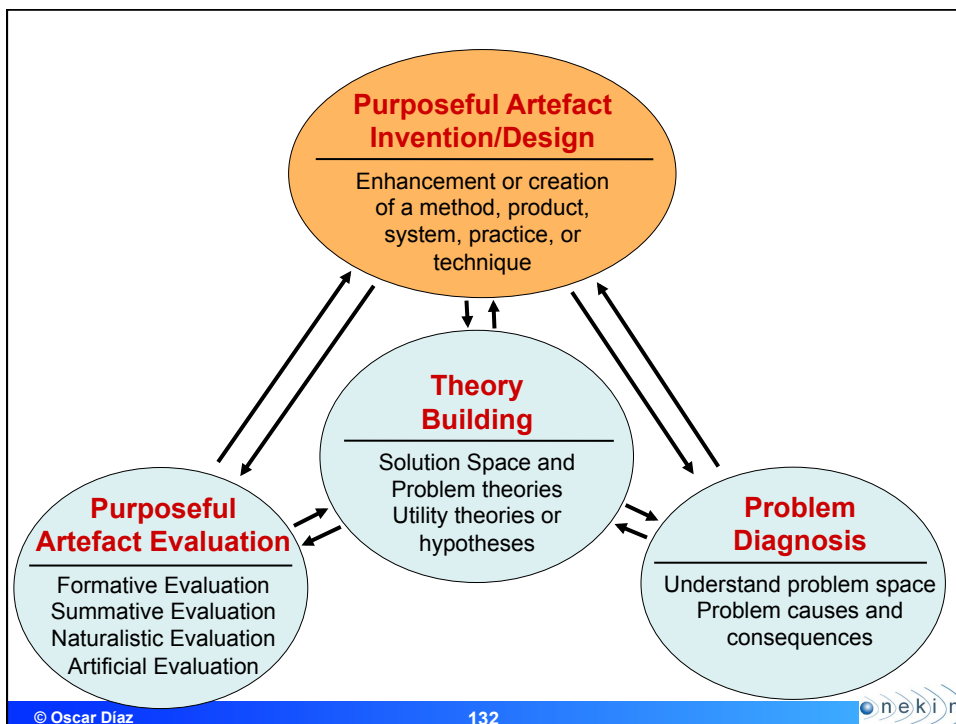 Purposeful Artefact
Invention/Design
Enhancement or creation
of a method, product,
system, practice, or
technique
Theory
Building
Solution Space and
Problem theories
Utility theories or
hypotheses
Purposeful
Artefact Evaluation
Formative Evaluation
Summative Evaluation
Naturalistic Evaluation
Artificial Evaluation
Problem
Diagnosis
Understand problem space
Problem causes and
consequences
© Oscar Díaz
132
onekin